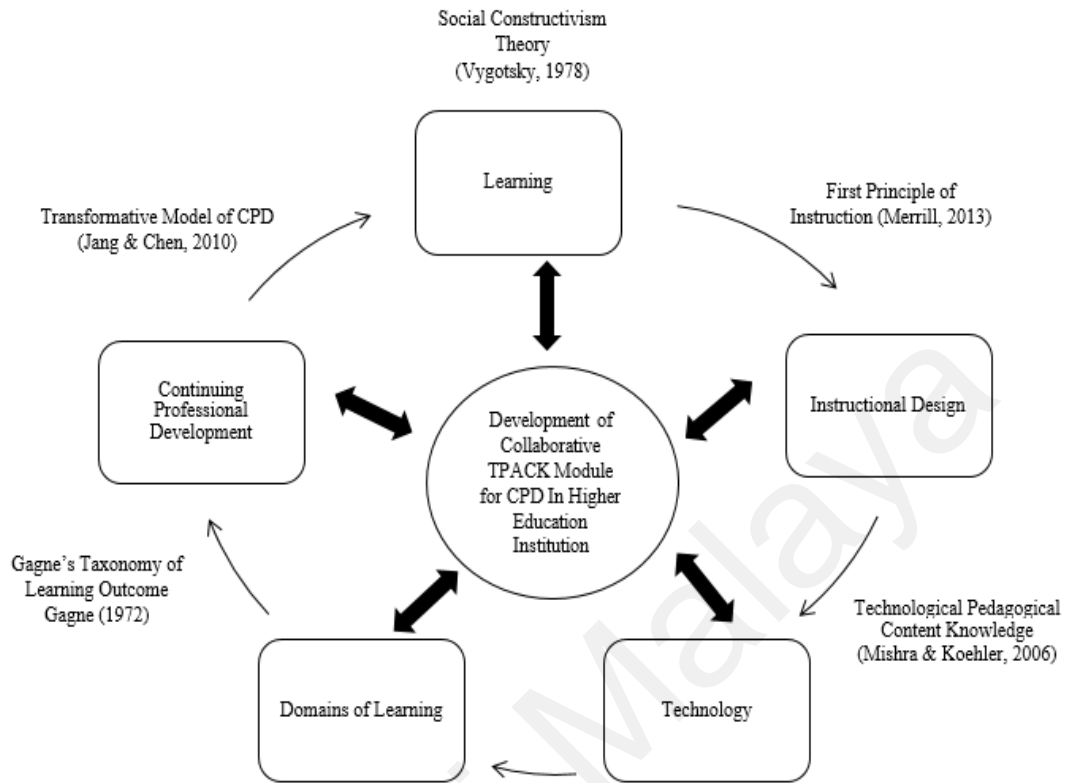 Social Constructivism
Theory
(Vygotsky, 1978)
Learning
First Principle of
Instruction (Merrill, 2013)
Transformative Model of CPD
(Jang & Chen, 2010)
Continuing
Professional
Development
Instructional Design
Development of
Collaborative
TPACK Module
for CPD In Higher
Education
Institution
Gagne’s Taxonomy of
Learning Outcome
Gagne (1972)
Technological Pedagogical
Content Knowledge
(Mishra & Koehler, 2006)
Domains of Learning
Technology
Malaya